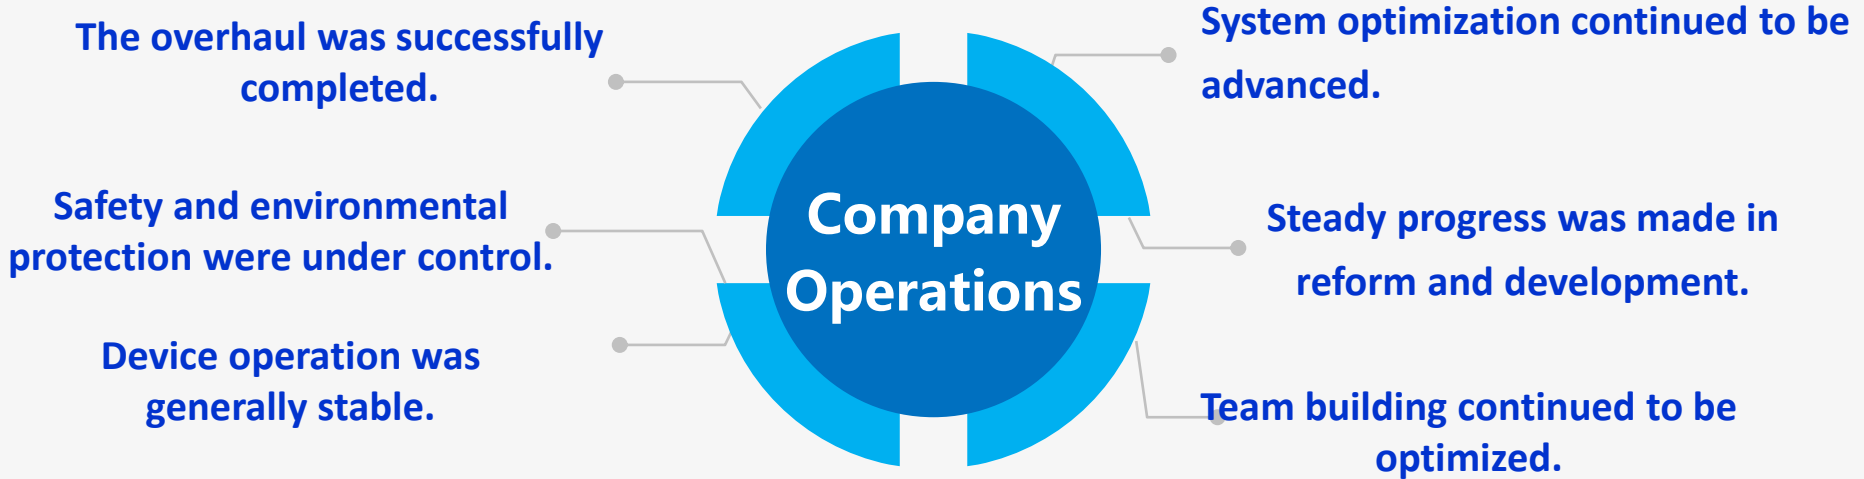 The overhaul was successfully
completed.
Safety and environmental
protection were under control.
Device operation was
generally stable.
Company
Operations
System optimization continued to be
advanced.
Steady progress was made in
reform and development.
Team building continued to be
optimized.